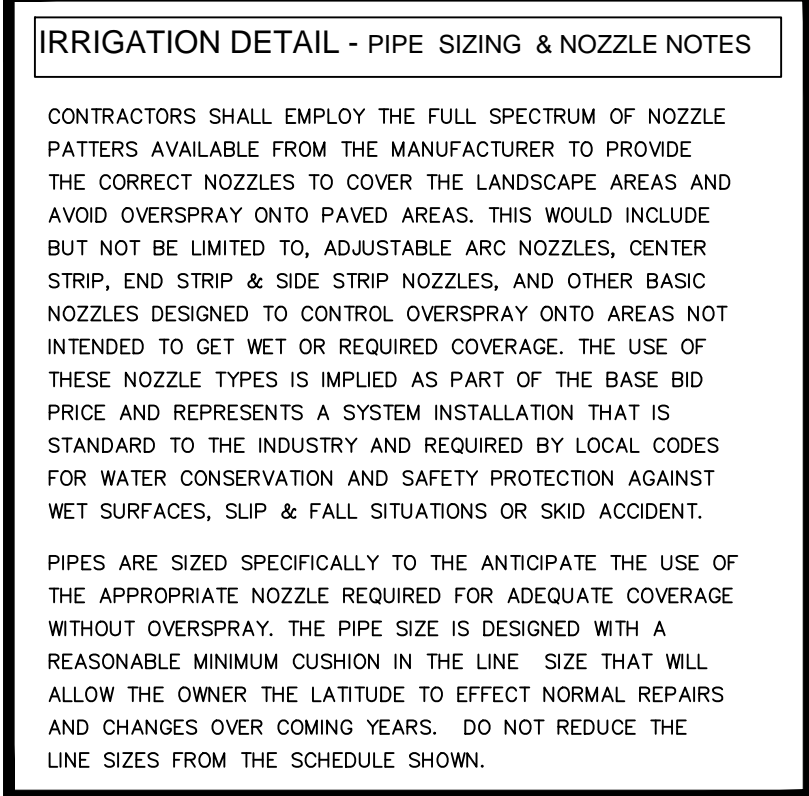 IRRIGATION DETAIL - PIPE SIZING & NOZZLE NOTES
CONTRACTORS SHALL EMPLOY THE FULL SPECTRUM OF NOZZLE
PATTERS AVAILABLE FROM THE MANUFACTURER TO PROVIDE
THE CORRECT NOZZLES TO COVER THE LANDSCAPE AREAS AND
AVOID OVERSPRAY ONTO PAVED AREAS. THIS WOULD INCLUDE
BUT NOT BE LIMITED TO, ADJUSTABLE ARC NOZZLES, CENTER
STRIP, END STRIP & SIDE STRIP NOZZLES, AND OTHER BASIC
NOZZLES DESIGNED TO CONTROL OVERSPRAY ONTO AREAS NOT
INTENDED TO GET WET OR REQUIRED COVERAGE. THE USE OF
THESE NOZZLE TYPES IS IMPLIED AS PART OF THE BASE BID
PRICE AND REPRESENTS A SYSTEM INSTALLATION THAT IS
STANDARD TO THE INDUSTRY AND REQUIRED BY LOCAL CODES
FOR WATER CONSERVATION AND SAFETY PROTECTION AGAINST
WET SURFACES, SLIP & FALL SITUATIONS OR SKID ACCIDENT.
PIPES ARE SIZED SPECIFICALLY TO THE ANTICIPATE THE USE OF
THE APPROPRIATE NOZZLE REQUIRED FOR ADEQUATE COVERAGE
WITHOUT OVERSPRAY. THE PIPE SIZE IS DESIGNED WITH A
REASONABLE MINIMUM CUSHION IN THE LINE SIZE THAT WILL
ALLOW THE OWNER THE LATITUDE TO EFFECT NORMAL REPAIRS
AND CHANGES OVER COMING YEARS. DO NOT REDUCE THE
LINE SIZES FROM THE SCHEDULE SHOWN.